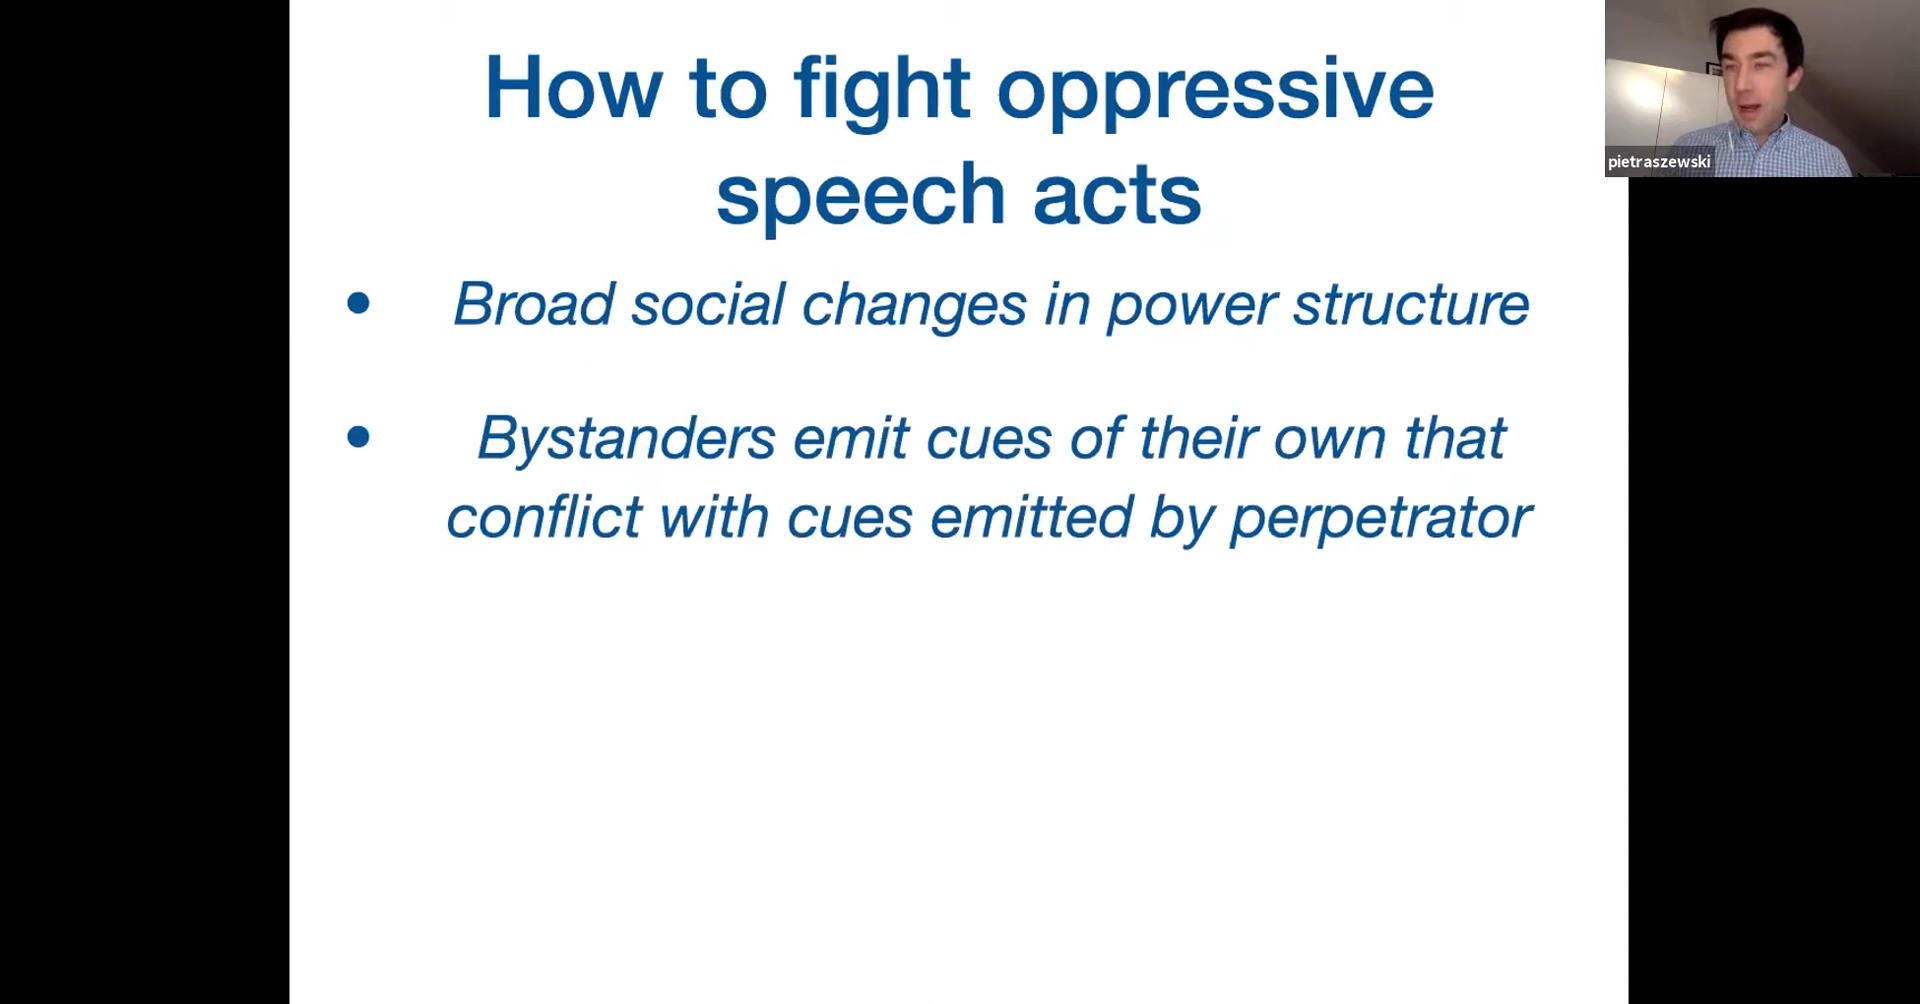 How to fight oppressive
speech acts
• Broad social changes in power structure
• Bystanders emit cues of their own that
conflict with cues emitted by perpetrator
pietraszewski